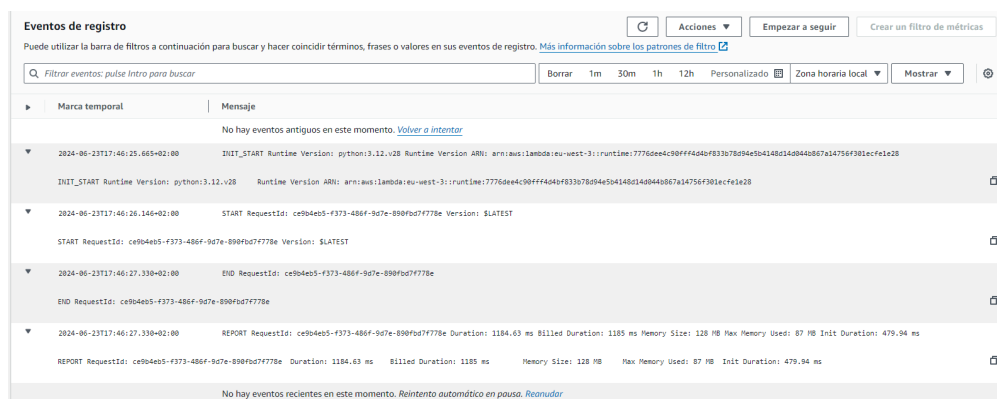 Eventos de registro
Acciones
Empezar a seguir
Crear un filtro de métricas
Puede utilizar la barra de filtros a continuación para buscar y hacer coincidir términos, frases o valores en sus eventos de registro. Más información sobre los patrones de filtro
Filtrar eventos: pulse Intro para buscar
Borrar 1m 30m 1h 12h Personalizado Zona horaria local Mostrar
Marca temporal Mensaje
No hay eventos antiguos en este momento. Volver a intentar
2024-06-23T17:46:25.665+02:00 INIT_START Runtime Version: python:3.12.v28 Runtime Version ARN: arn:aws:lambda:eu-west-3::runtime:7776dee4c90fff4d4bf833b78d94e5b4148d14d044b867a14756f301ecfe1e28
INIT_START Runtime Version: python:3.12.v28 Runtime Version ARN: arn:aws:lambda:eu-west-3::runtime:7776dee4c90fff4d4bf833b78d94e5b4148d14d044b867a14756f301ecfe1e28
2024-06-23T17:46:26.146+02:00 START RequestId: ce9b4eb5-f373-486f-9d7e-890fbd7f778e Version: $LATEST
START RequestId: ce9b4eb5-f373-486f-9d7e-890fbd7f778e Version: $LATEST
2024-06-23T17:46:27.330+02:00 END RequestId: ce9b4eb5-f373-486f-9d7e-890fbd7f778e
END RequestId: ce9b4eb5-f373-486f-9d7e-890fbd7f778e
2024-06-23T17:46:27.330+02:00 REPORT RequestId: ce9b4eb5-f373-486f-9d7e-890fbd7f778e Duration: 1184.63 ms Billed Duration: 1185 ms Memory Size: 128 MB Max Memory Used: 87 MB Init Duration: 479.94 ms
REPORT RequestId: ce9b4eb5-f373-486f-9d7e-890fbd7f778e Duration: 1184.63 ms Billed Duration: 1185 ms Memory Size: 128 MB Max Memory Used: 87 MB Init Duration: 479.94 ms
No hay eventos recientes en este momento. Reintento automático en pausa. Reanudar